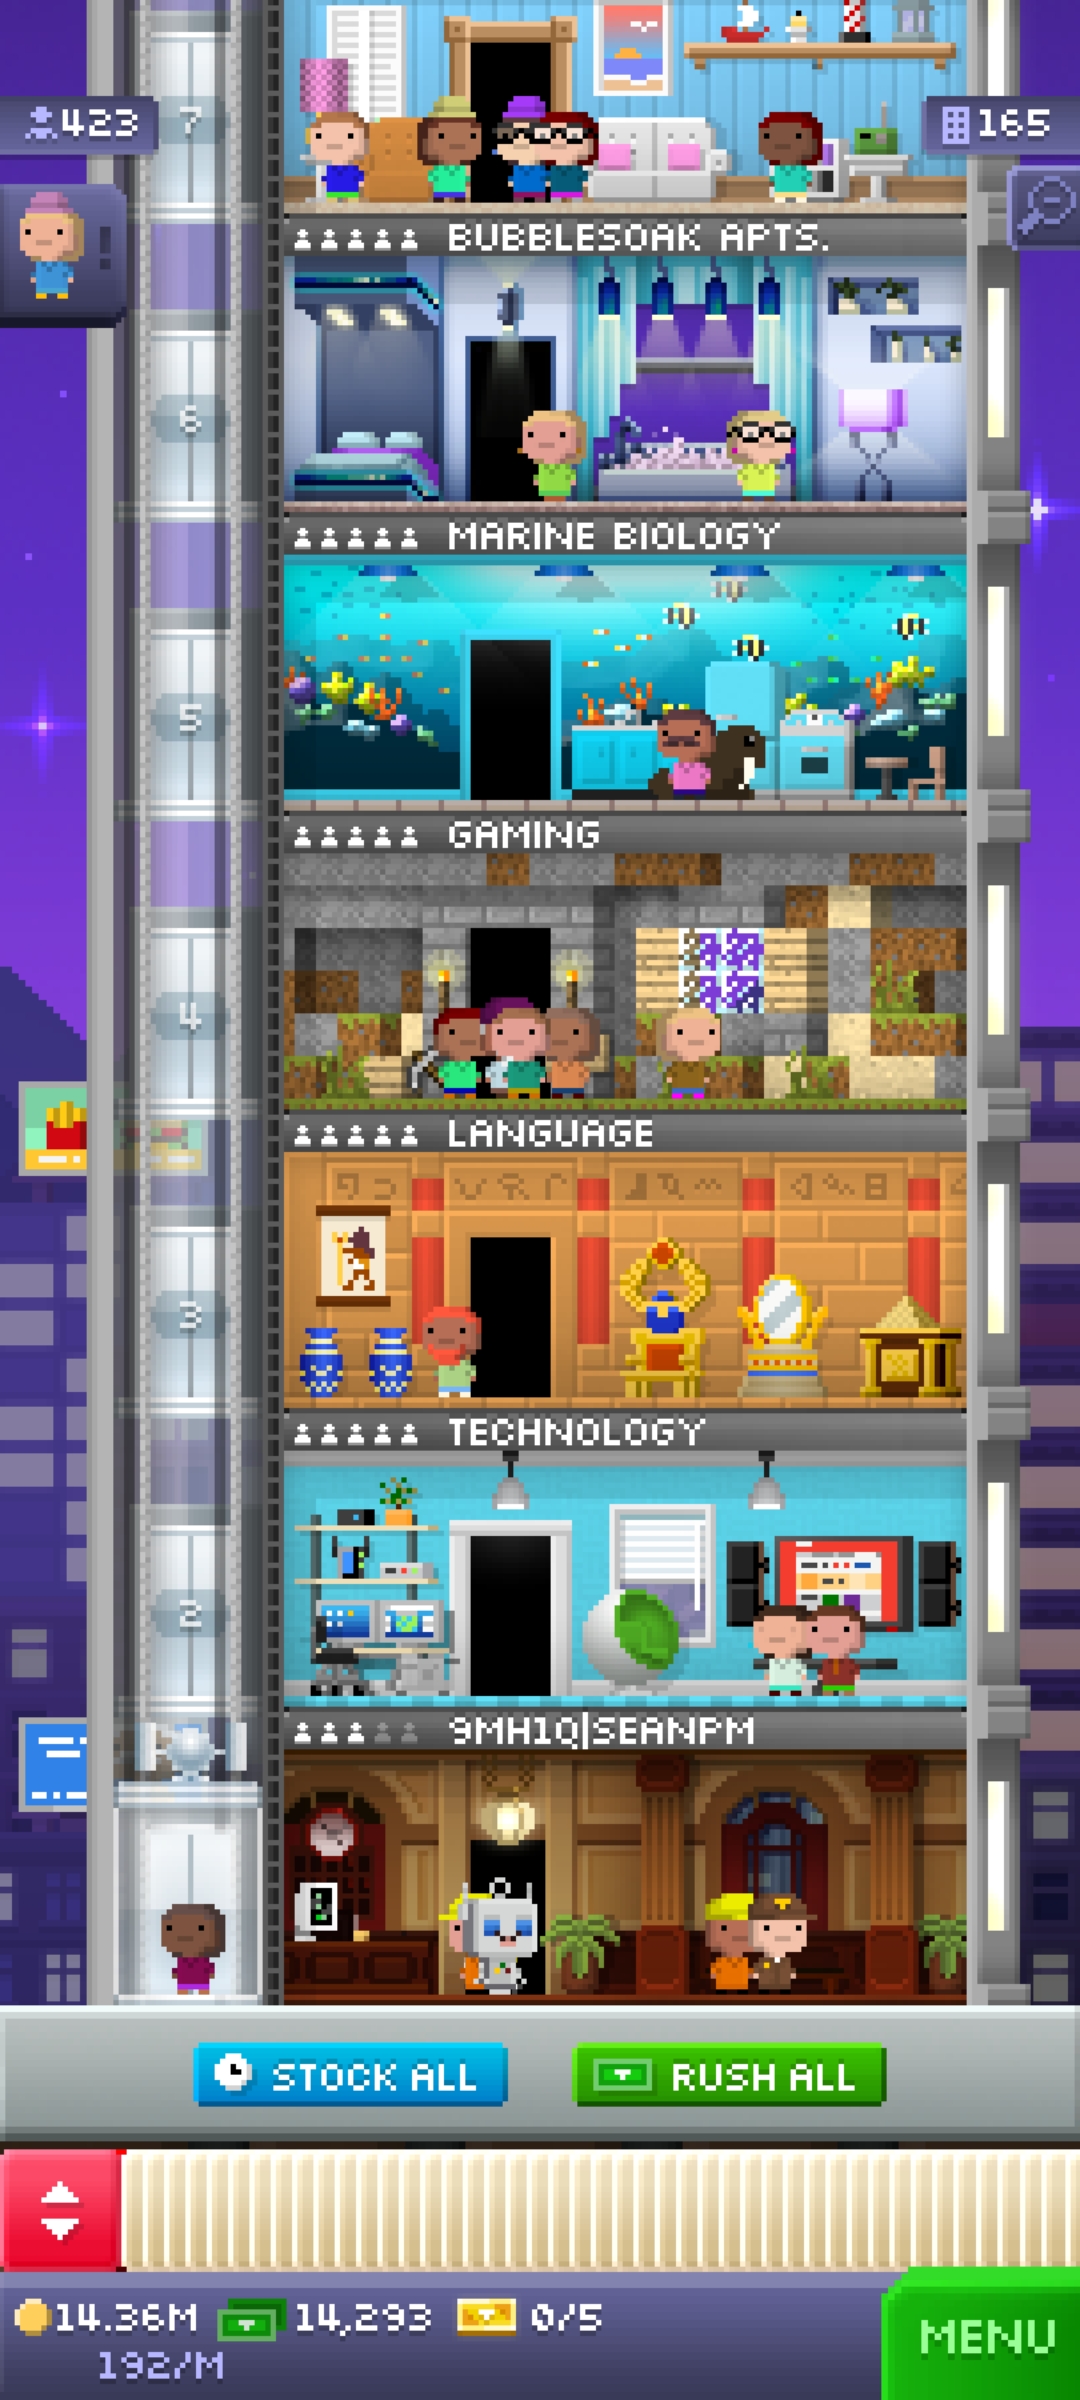 7
423
165
!
BUBBLESOAK APTS.
6
MARINE BIOLOGY
5
GAMING
4
LANGUAGE
3
TECHNOLOGY
2
9MH1Q|SEANPM
STOCK ALL
RUSH ALL
14.36M
14,293
0/5
192/M
MENU